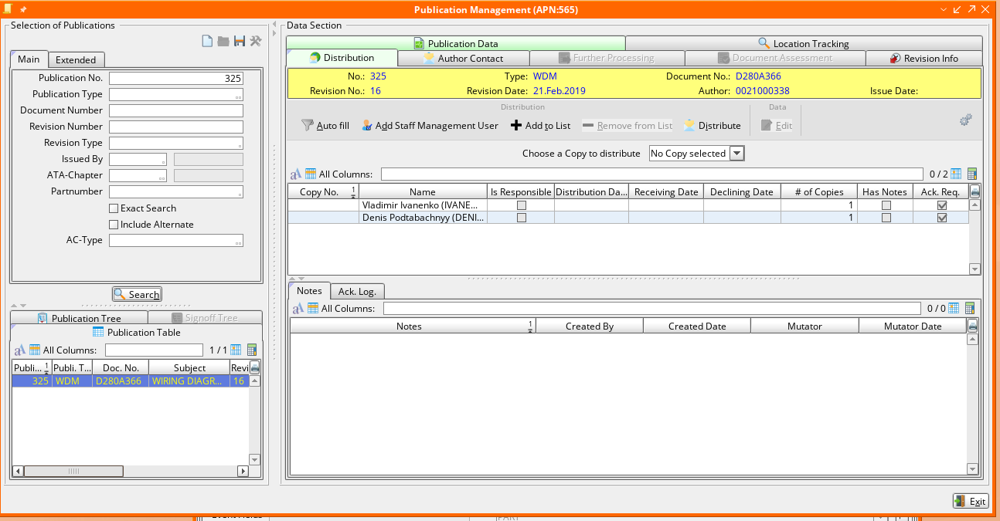 Publication Management (APN:565)
Selection of Publications
Main Extended
Publication No. 325
Publication Type
Document Number
Revision Number
Revision Type
Issued By
ATA-Chapter
Partnumber
Exact Search
Include Alternate
AC-Type
Search
Publication Tree Signoff Tree
Publication Table
All Columns: 1 / 1
Publi... 1 Publi. T... Doc. No. Subject Revi
325 WDM D280A366 WIRING DIAGR... 16
Data Section
Publication Data Location Tracking
Distribution Author Contact Further Processing Document Assessment Revision Info
No.: 325 Type: WDM Document No.: D280A366
Revision No.: 16 Revision Date: 21.Feb.2019 Author: 0021000338 Issue Date:
Distribution Data
Auto fill Add Staff Management User Add to List Remove from List Distribute Edit
Choose a Copy to distribute No Copy selected
All Columns: 0 / 2
Copy No. 1 Name Is Responsible Distribution Da... Receiving Date Declining Date # of Copies Has Notes Ack. Req.
Vladimir Ivanenko (IVANE... 1
Denis Podtabachnyy (DENI... 1
Notes Ack. Log.
All Columns: 0 / 0
Notes 1 Created By Created Date Mutator Mutator Date
Exit